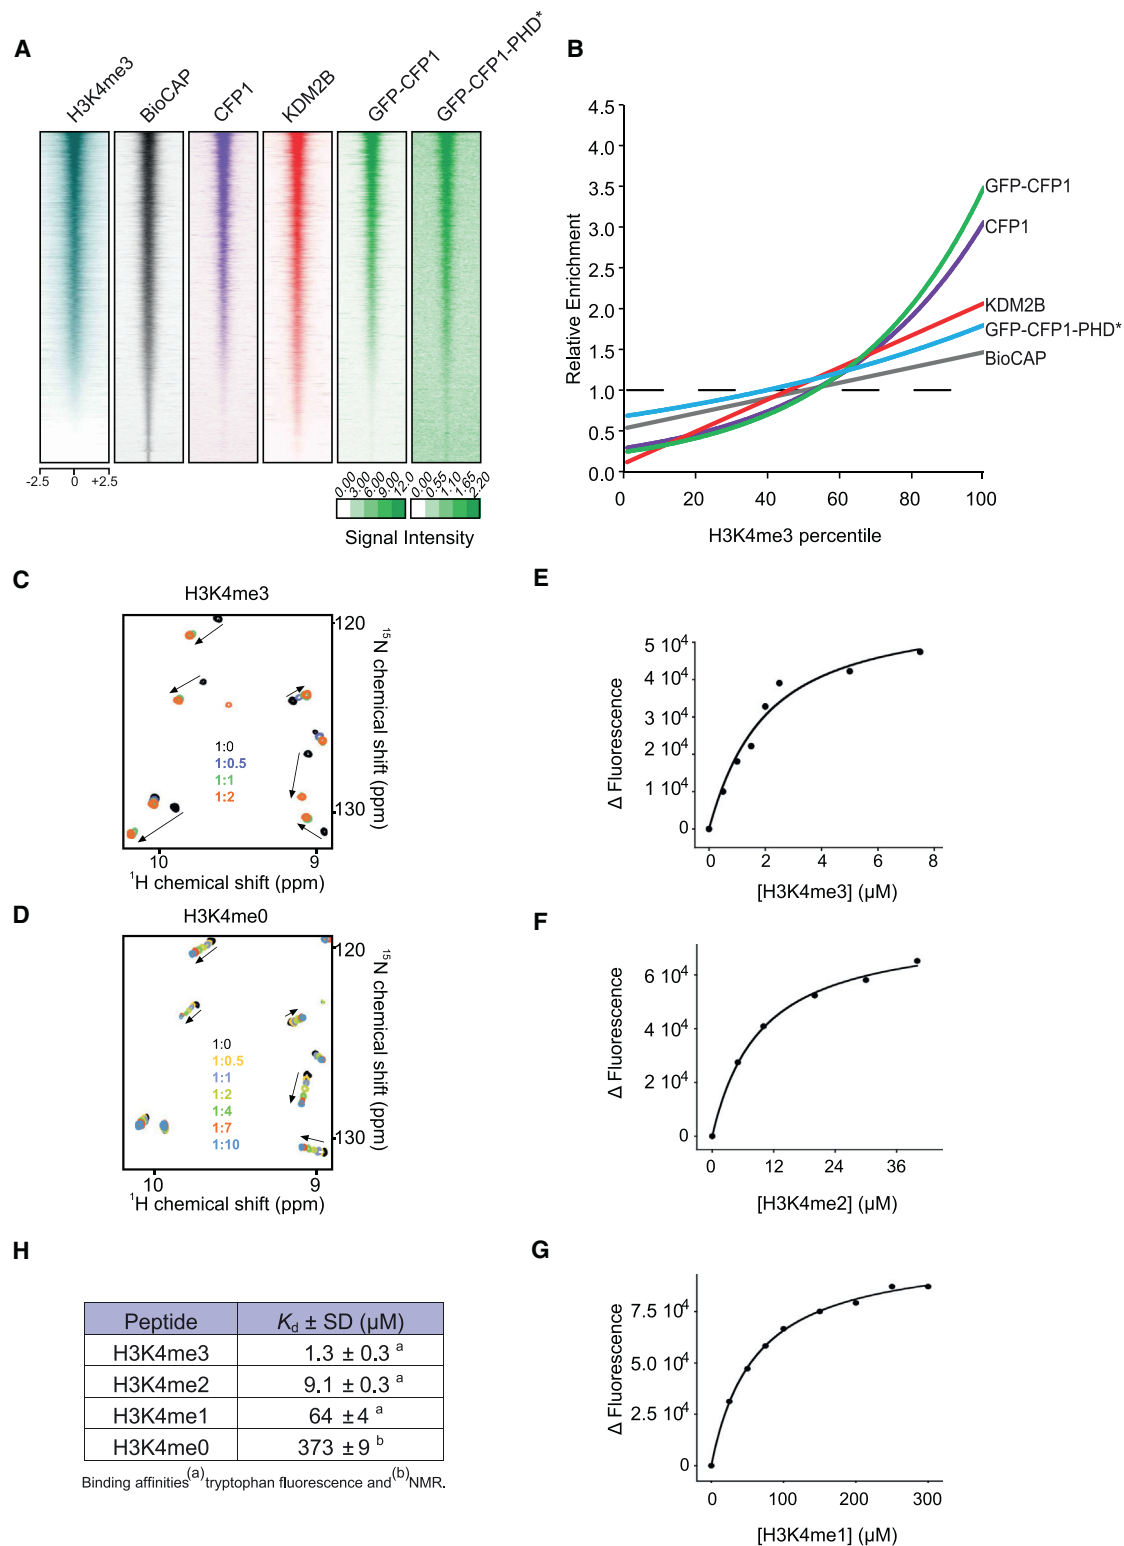 A
H3K4me3
BioCAP
CFP1
KDM2B
GFP-CFP1
GFP-CFP1-PHD*
-2.5 0 +2.5
0.00 3.00 6.00 9.00 12.0
0.00 0.55 1.10 1.65 2.20
Signal Intensity
B
4.5
4.0
3.5
3.0
2.5
2.0
1.5
1.0
0.5
0.0
Relative Enrichment
GFP-CFP1
CFP1
KDM2B
GFP-CFP1-PHD*
BioCAP
0 20 40 60 80 100
H3K4me3 percentile
C
H3K4me3
1:0
1:0.5
1:1
1:2
120
130
15N chemical shift (ppm)
10 9
1H chemical shift (ppm)
D
H3K4me0
1:0
1:0.5
1:1
1:2
1:4
1:7
1:10
120
130
15N chemical shift (ppm)
10 9
1H chemical shift (ppm)
E
5 104
4 104
3 104
2 104
1 104
0
Δ Fluorescence
0 2 4 6 8
[H3K4me3] (µM)
F
6 104
4 104
2 104
0
Δ Fluorescence
0 12 24 36
[H3K4me2] (µM)
G
7.5 104
5.0 104
2.5 104
0
Δ Fluorescence
0 100 200 300
[H3K4me1] (µM)
H
Peptide Kd ± SD (µM)
H3K4me3 1.3 ± 0.3 a
H3K4me2 9.1 ± 0.3 a
H3K4me1 64 ±4 a
H3K4me0 373 ±9 b
Binding affinities(a)tryptophan fluorescence and(b)NMR.